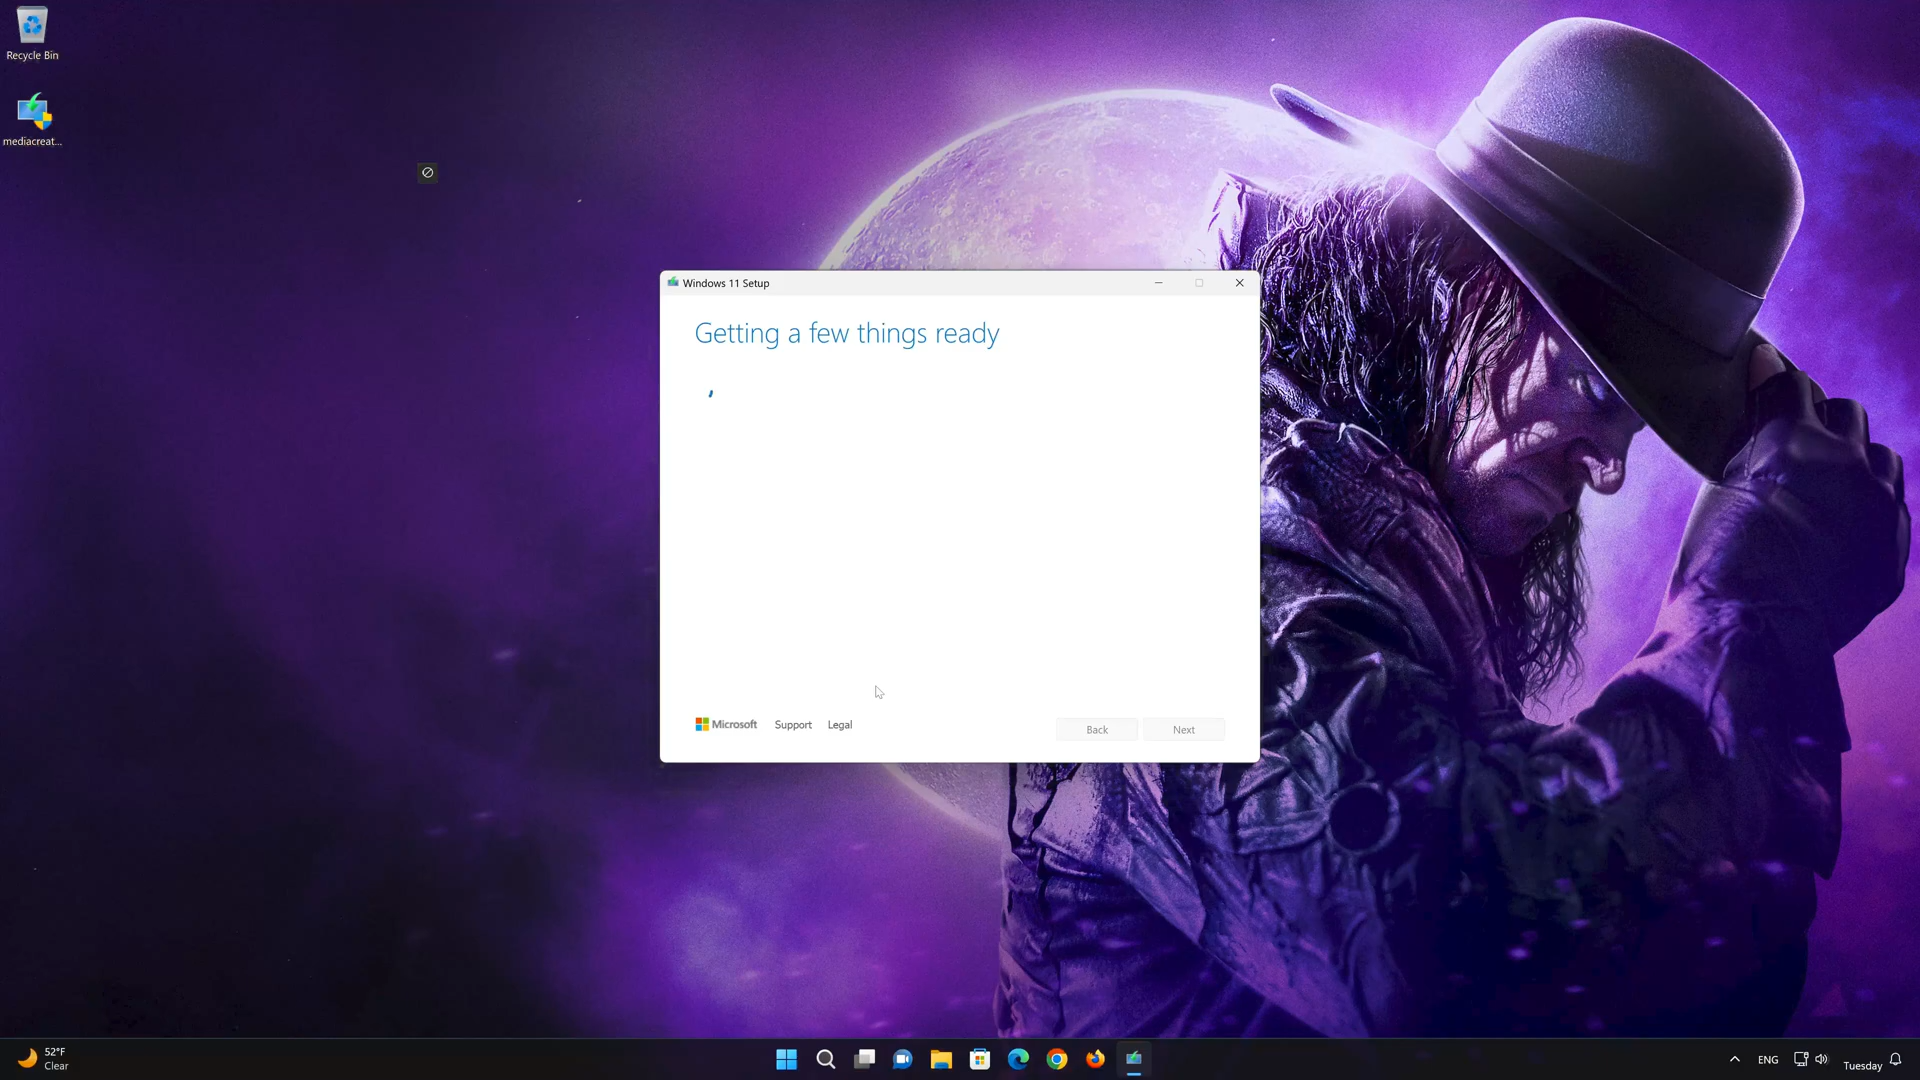 Recycle Bin
mediacreat...
Windows 11 Setup
Getting a few things ready
Microsoft
Support
Legal
Back
Next
52°F
Clear
ENG
Tuesday